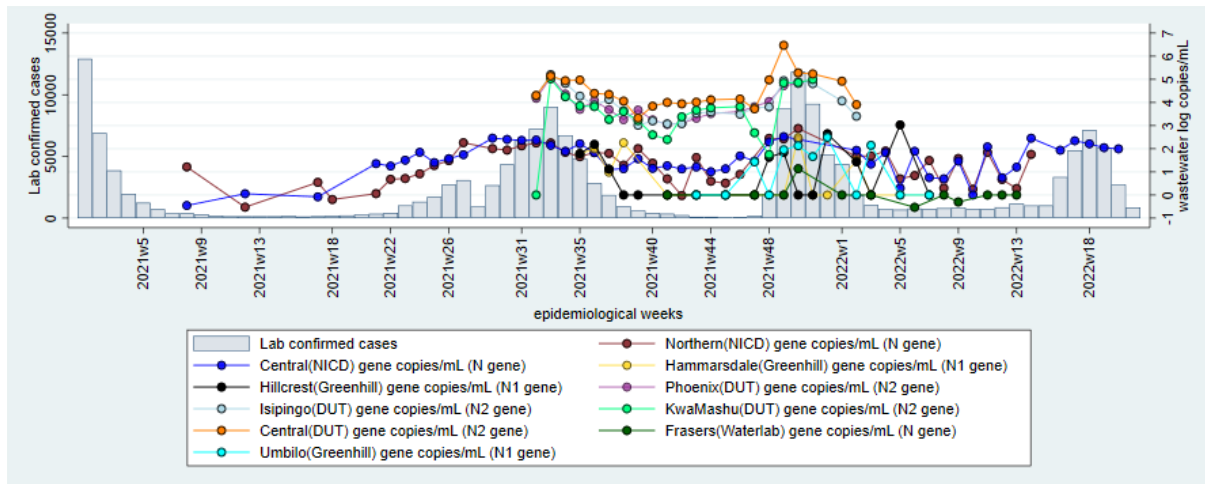 15000
10000
5000
0
Lab confirmed cases
7
6
5
4
3
2
1
0
-1
wastewater log copies/mL
2021w5
2021w9
2021w13
2021w18
2021w22
2021w26
2021w31
2021w35
2021w40
2021w44
2021w48
2022w1
2022w5
2022w9
2022w13
2022w18
epidemiological weeks
Lab confirmed cases
Northern(NICD) gene copies/mL (N gene)
Central(NICD) gene copies/mL (N gene)
Hammarsdale(Greenhill) gene copies/mL (N1 gene)
Hillcrest(Greenhill) gene copies/mL (N1 gene)
Phoenix(DUT) gene copies/mL (N2 gene)
Isipingo(DUT) gene copies/mL (N2 gene)
KwaMashu(DUT) gene copies/mL (N2 gene)
Central(DUT) gene copies/mL (N2 gene)
Frasers(Waterlab) gene copies/mL (N gene)
Umbilo(Greenhill) gene copies/mL (N1 gene)